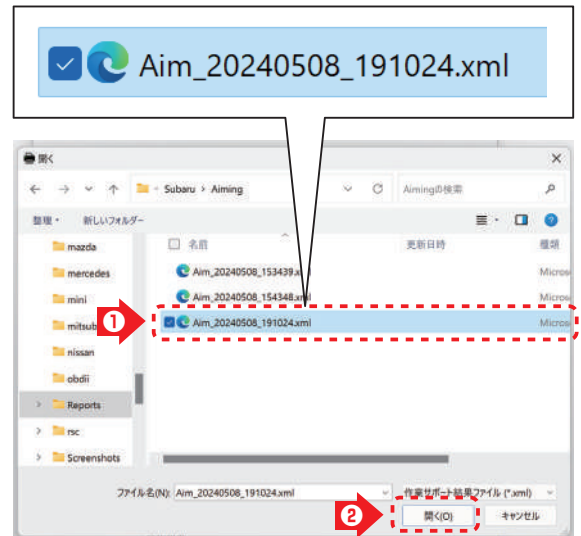 Aim_20240508_191024.xml
開く
Subaru › Aiming
Aimingの検索
整理
新しいフォルダー
名前
更新日時
種類
mazda
Aim_20240508_153439.xml
Micros
mercedes
Aim_20240508_154348.xml
Micros
mini
1
mitsub
Aim_20240508_191024.xml
Micros
nissan
obdii
Reports
rsc
Screenshots
ファイル名(N):
Aim_20240508_191024.xml
作業サポート結果ファイル (*.xml)
2
開く(O)
キャンセル